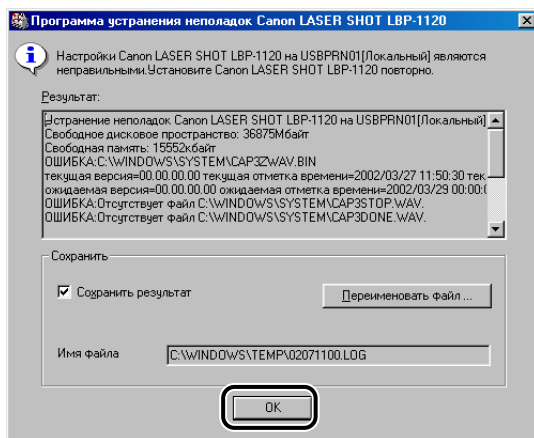 Программа устранения неполадок Canon LASER SHOT LBP-1120
Настройки Canon LASER SHOT LBP-1120 на USBPRN01[Локальный] являются
неправильными.Установите Canon LASER SHOT LBP-1120 повторно.
Результат:
Устранение неполадок Canon LASER SHOT LBP-1120 на USBPRN01[Локальный]
Свободное дисковое пространство: 36875Мбайт
Свободная память: 15552кбайт
ОШИБКА:C:\WINDOWS\SYSTEM\CAP3ZWAV.BIN
текущая версия=00.00.00.00 текущая отметка времени=2002/03/27 11:50:30 тек
ожидаемая версия=00.00.00.00 ожидаемая отметка времени=2002/03/29 00:00:(
ОШИБКА:Отсутствует файл C:\WINDOWS\SYSTEM\CAP3STOP.WAV.
ОШИБКА:Отсутствует файл C:\WINDOWS\SYSTEM\CAP3DONE.WAV.
Сохранить
Сохранить результат
Переименовать файл ...
Имя файла
C:\WINDOWS\TEMP\02071100.LOG
OK